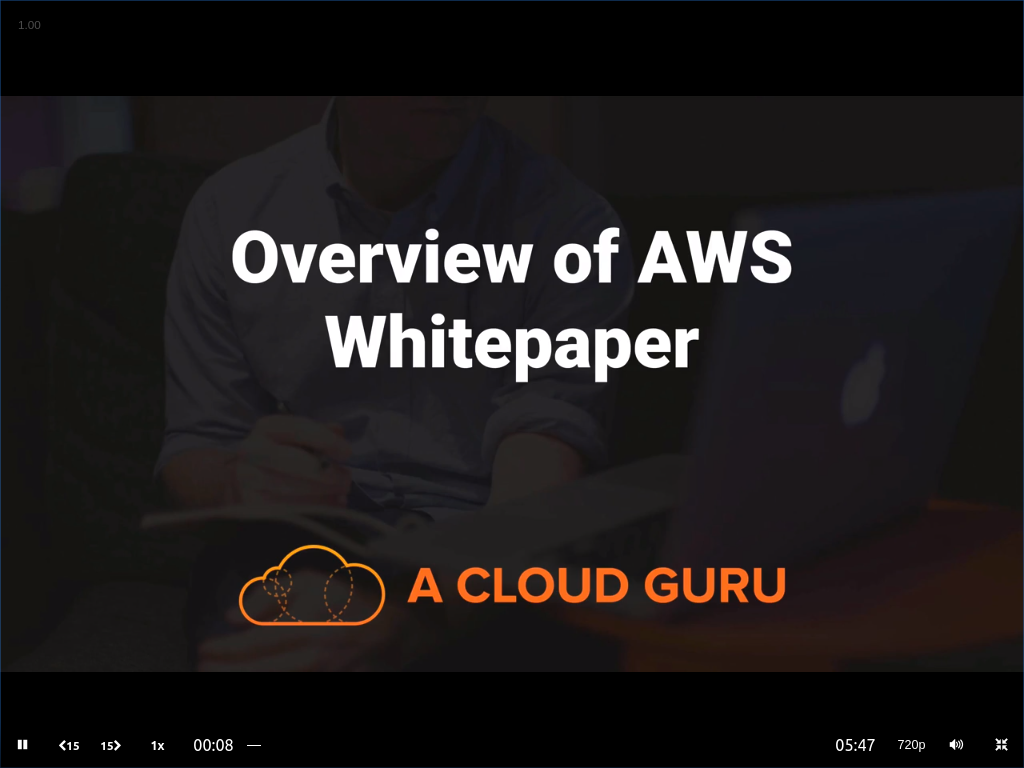 1.00
Overview of AWS
Whitepaper
A CLOUD GURU
15 15 1x 00:08 05:47 720p